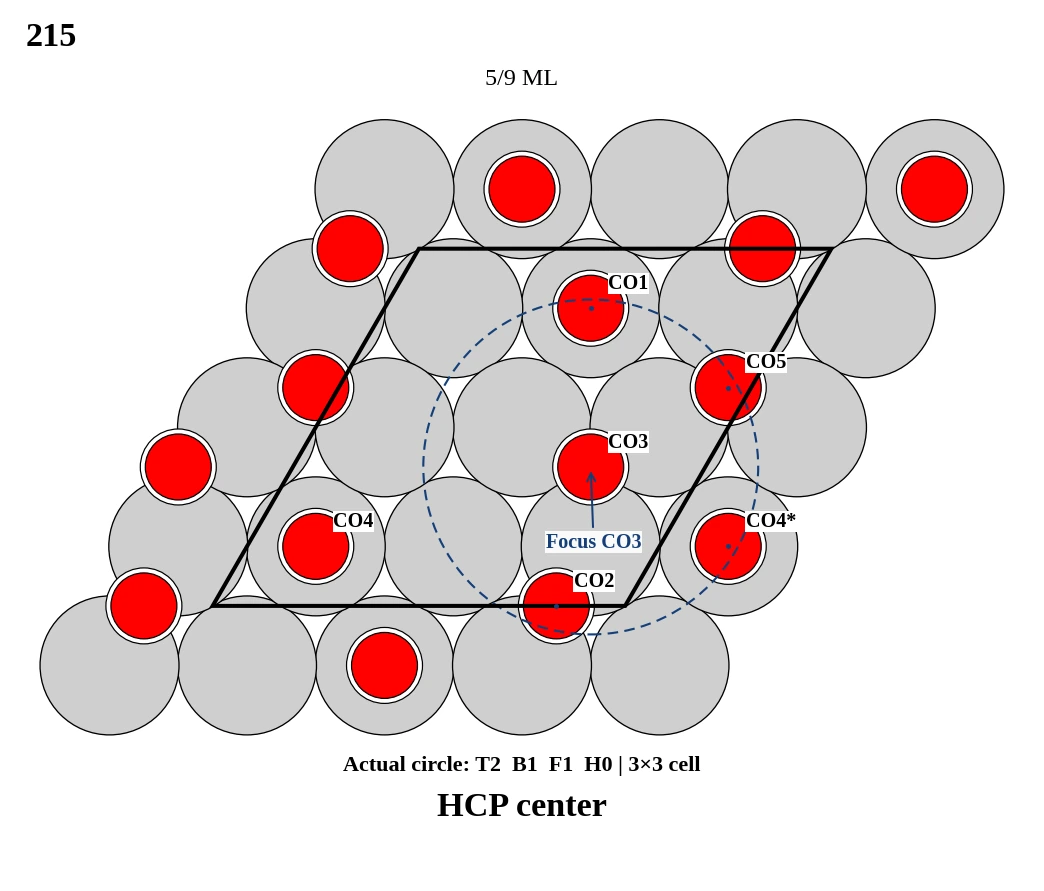 215
5/9 ML
CO1
CO5
CO3
CO4
CO4*
Focus CO3
CO2
Actual circle: T2 B1 F1 H0 | 3×3 cell
HCP center